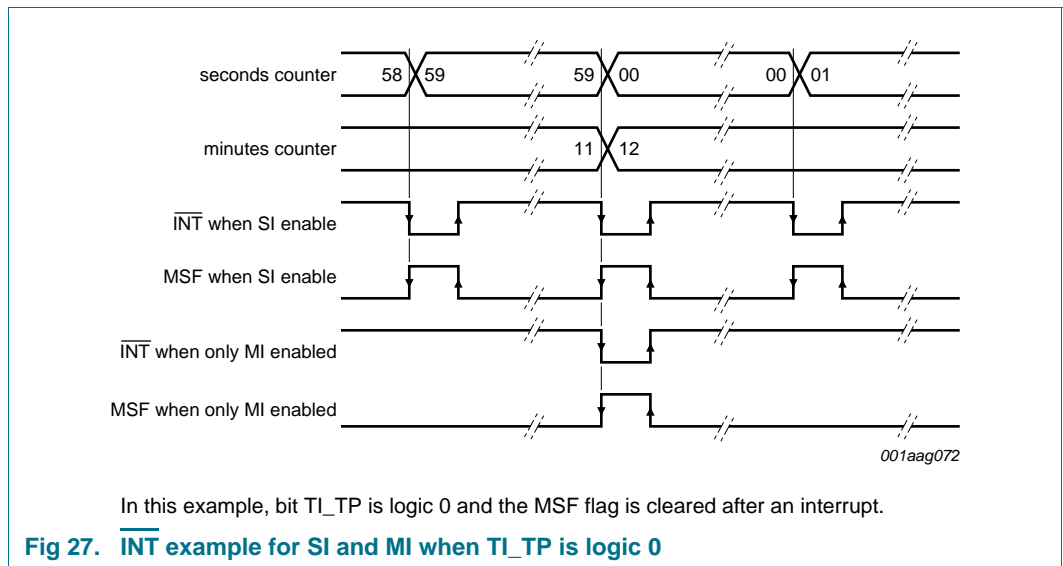 seconds counter 58 59 59 00 00 01
minutes counter 11 12
INT when SI enable
MSF when SI enable
INT when only MI enabled
MSF when only MI enabled
001aag072
In this example, bit TI_TP is logic 0 and the MSF flag is cleared after an interrupt.
Fig 27. INT example for SI and MI when TI_TP is logic 0